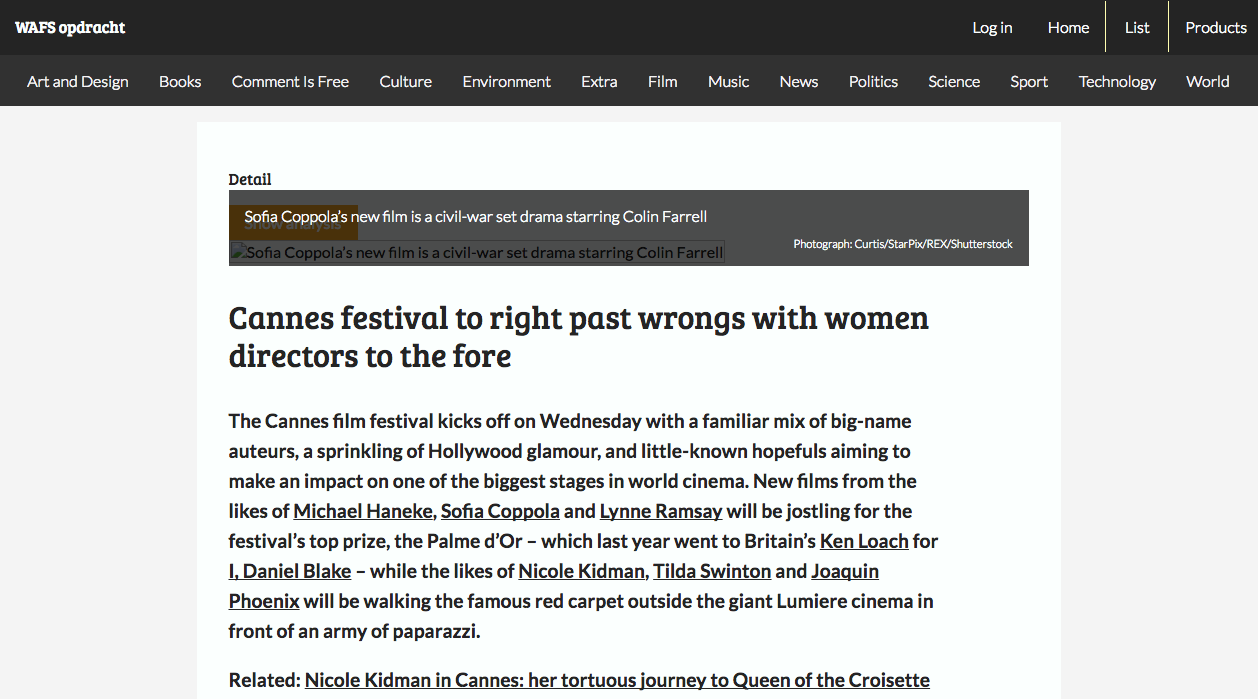 WAFS opdracht
Log in
Home
List
Products
Art and Design
Books
Comment Is Free
Culture
Environment
Extra
Film
Music
News
Politics
Science
Sport
Technology
World
Detail
Sofia Coppola’s new film is a civil-war set drama starring Colin Farrell
Show analysis
Photograph: Curtis/StarPix/REX/Shutterstock
Sofia Coppola’s new film is a civil-war set drama starring Colin Farrell
Cannes festival to right past wrongs with women
directors to the fore
The Cannes film festival kicks off on Wednesday with a familiar mix of big-name
auteurs, a sprinkling of Hollywood glamour, and little-known hopefuls aiming to
make an impact on one of the biggest stages in world cinema. New films from the
likes of Michael Haneke, Sofia Coppola and Lynne Ramsay will be jostling for the
festival’s top prize, the Palme d’Or – which last year went to Britain’s Ken Loach for
I, Daniel Blake – while the likes of Nicole Kidman, Tilda Swinton and Joaquin
Phoenix will be walking the famous red carpet outside the giant Lumiere cinema in
front of an army of paparazzi.
Related: Nicole Kidman in Cannes: her tortuous journey to Queen of the Croisette